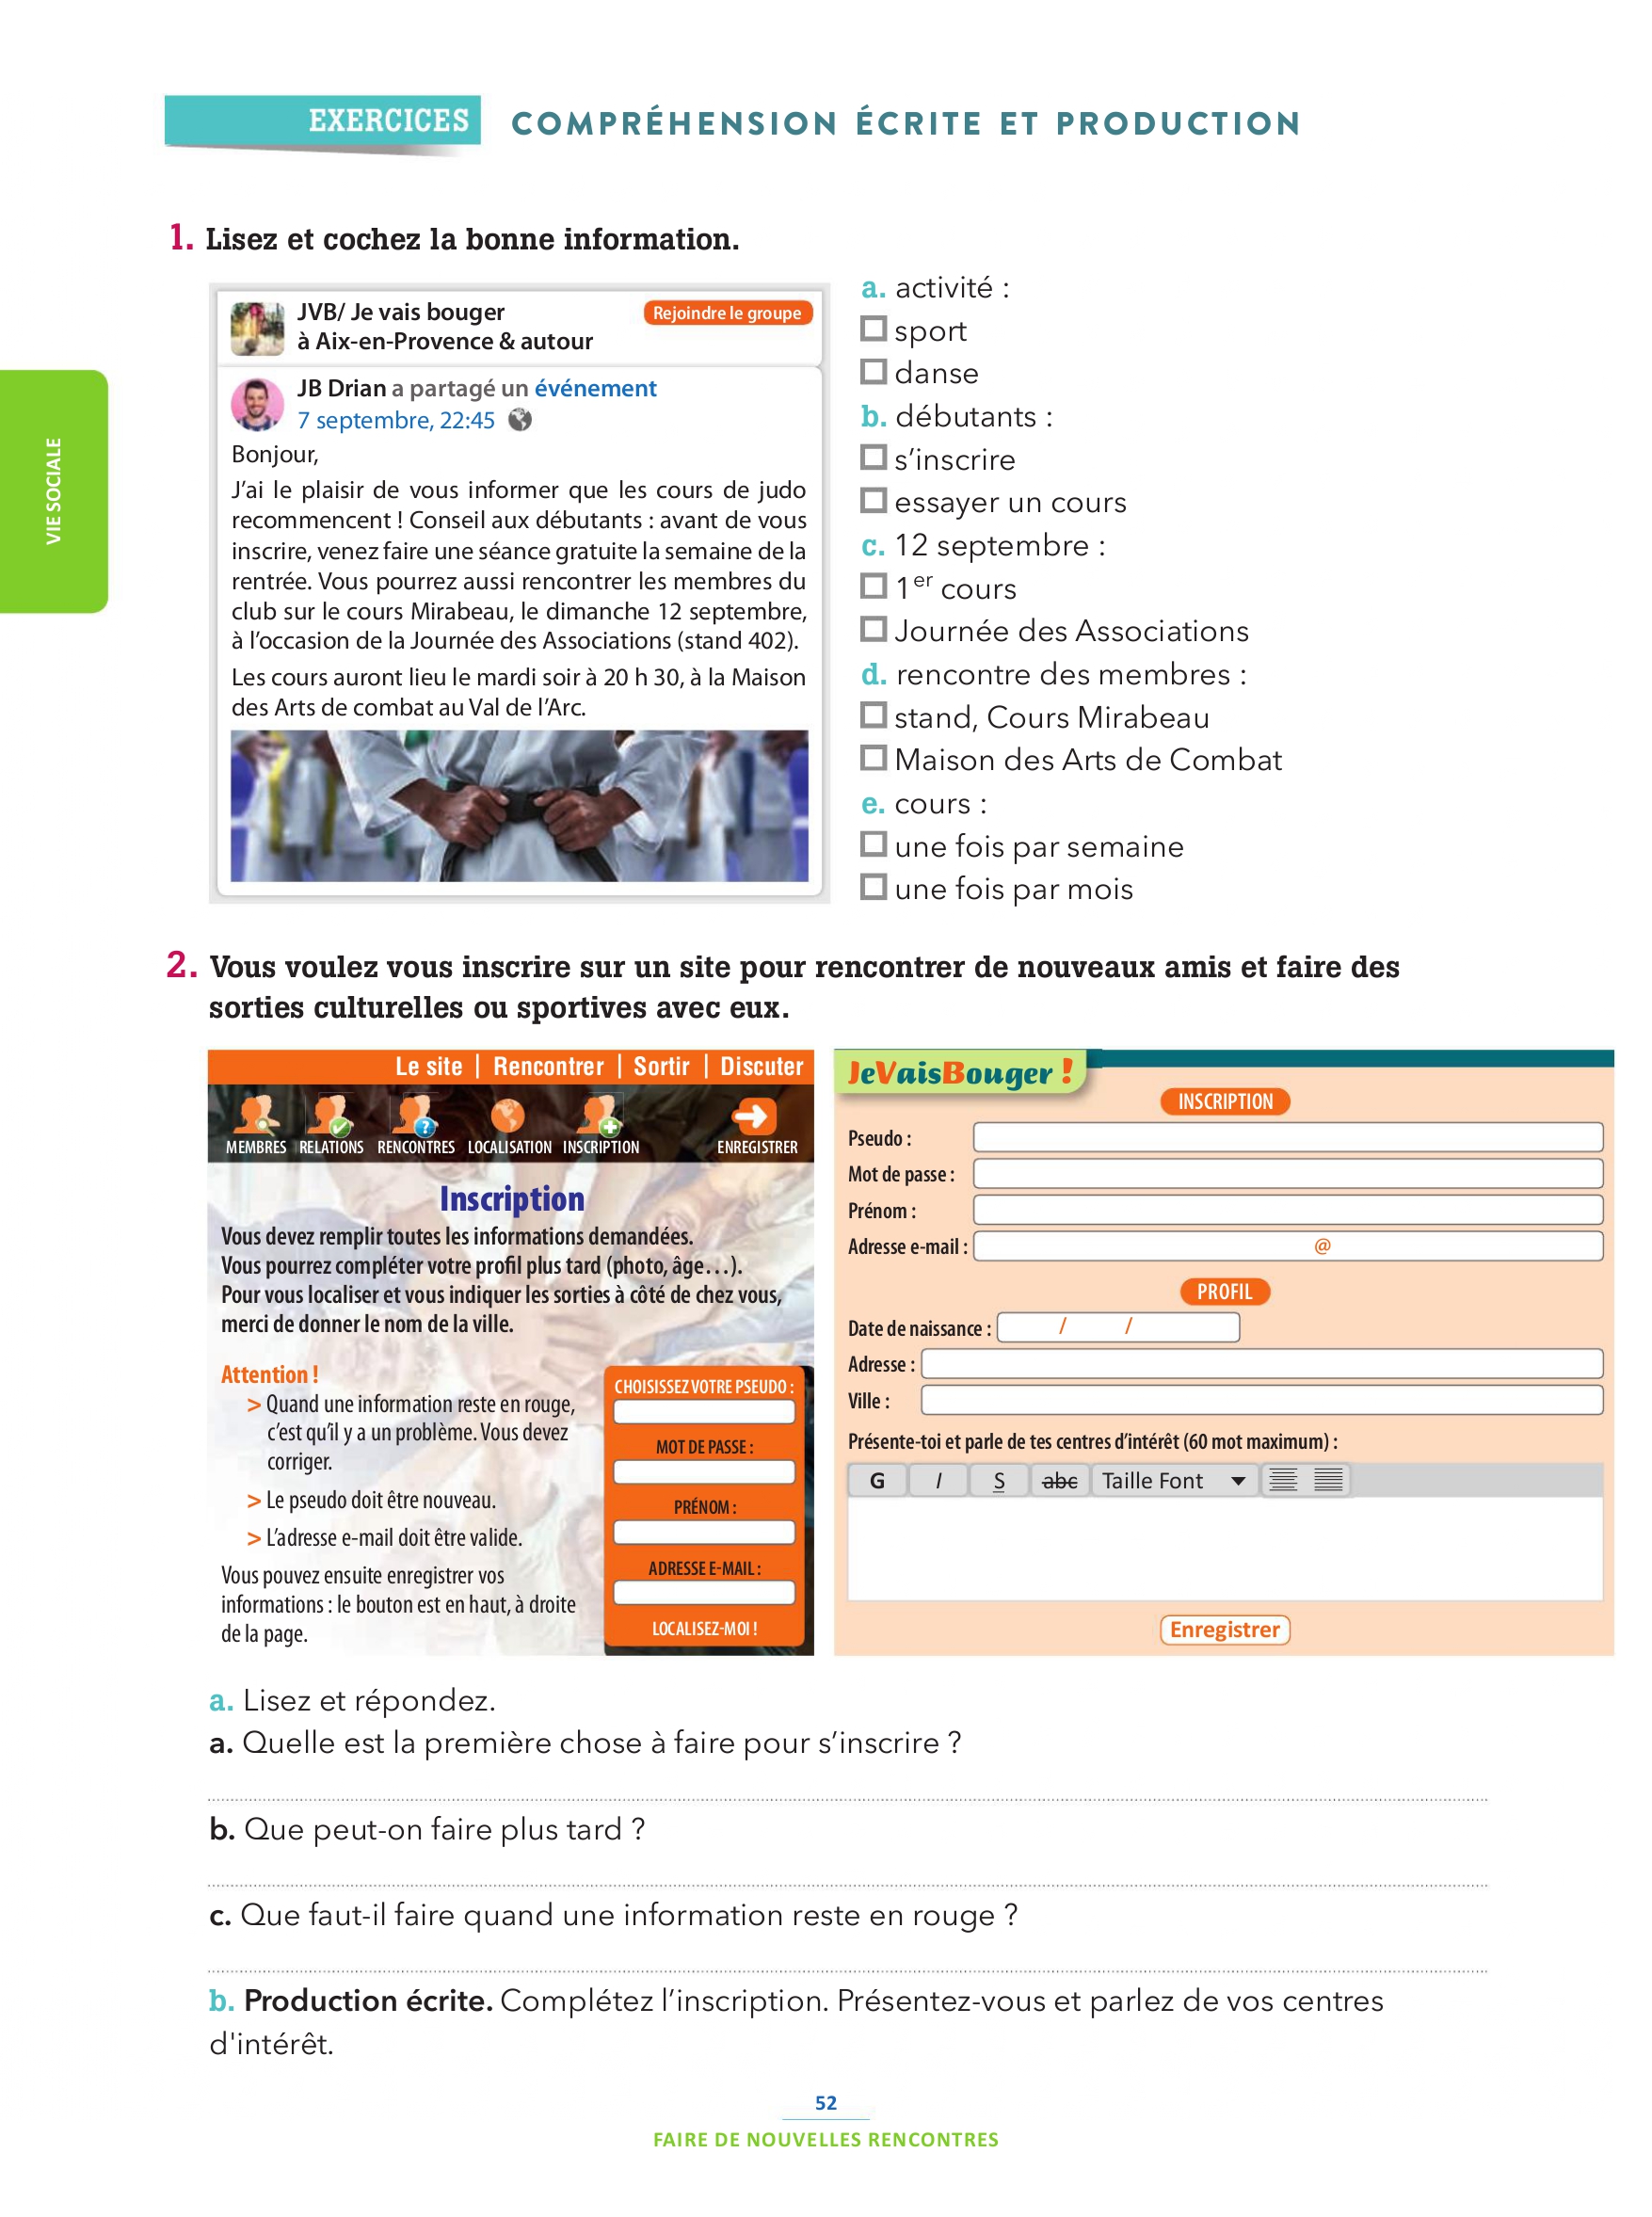 EXERCICES COMPRÉHENSION ÉCRITE ET PRODUCTION
VIE SOCIALE
1. Lisez et cochez la bonne information.
JVB/ Je vais bouger
à Aix-en-Provence & autour
Rejoindre le groupe
JB Drian a partagé un événement
7 septembre, 22:45
Bonjour,
J'ai le plaisir de vous informer que les cours de judo
recommencent ! Conseil aux débutants : avant de vous
inscrire, venez faire une séance gratuite la semaine de la
rentrée. Vous pourrez aussi rencontrer les membres du
club sur le cours Mirabeau, le dimanche 12 septembre,
à l'occasion de la Journée des Associations (stand 402).
Les cours auront lieu le mardi soir à 20 h 30, à la Maison
des Arts de combat au Val de l'Arc.
a. activité :
☐ sport
☐ danse
b. débutants :
☐ s'inscrire
☐ essayer un cours
c. 12 septembre :
☐ 1er cours
☐ Journée des Associations
d. rencontre des membres :
☐ stand, Cours Mirabeau
☐ Maison des Arts de Combat
e. cours :
☐ une fois par semaine
☐ une fois par mois
2. Vous voulez vous inscrire sur un site pour rencontrer de nouveaux amis et faire des
sorties culturelles ou sportives avec eux.
Le site | Rencontrer | Sortir | Discuter
MEMBRES RELATIONS RENCONTRES LOCALISATION INSCRIPTION ENREGISTRER
Inscription
Vous devez remplir toutes les informations demandées.
Vous pourrez compléter votre profil plus tard (photo, âge…).
Pour vous localiser et vous indiquer les sorties à côté de chez vous,
merci de donner le nom de la ville.
Attention !
> Quand une information reste en rouge,
c'est qu'il y a un problème. Vous devez
corriger.
> Le pseudo doit être nouveau.
> L'adresse e-mail doit être valide.
Vous pouvez ensuite enregistrer vos
informations : le bouton est en haut, à droite
de la page.
CHOISISSEZ VOTRE PSEUDO :
MOT DE PASSE :
PRÉNOM :
ADRESSE E-MAIL :
LOCALISEZ-MOI !
JeVaisBouger !
INSCRIPTION
Pseudo :
Mot de passe :
Prénom :
Adresse e-mail : @
PROFIL
Date de naissance : / /
Adresse :
Ville :
Présente-toi et parle de tes centres d'intérêt (60 mot maximum) :
G I S abc Taille Font
Enregistrer
a. Lisez et répondez.
a. Quelle est la première chose à faire pour s'inscrire ?
b. Que peut-on faire plus tard ?
c. Que faut-il faire quand une information reste en rouge ?
b. Production écrite. Complétez l'inscription. Présentez-vous et parlez de vos centres
d'intérêt.
52
FAIRE DE NOUVELLES RENCONTRES